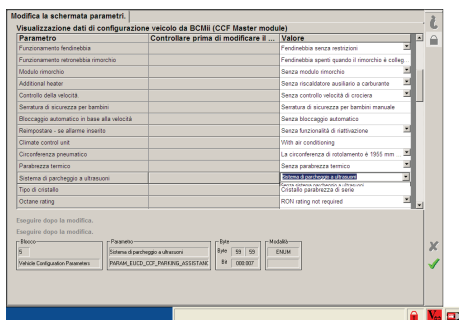 Modifica la schermata parametri.
Visualizzazione dati di configurazione veicolo da BCMii (CCF Master module)
Parametro Controllare prima di modificare il ... Valore
Funzionamento fendinebbia Fendinebbia senza restrizioni
Funzionamento retronebbia rimorchio Fendinebbia spenti quando il rimorchio è colleg
Modulo rimorchio Senza modulo rimorchio
Additional heater Senza riscaldatore ausiliario a carburante
Controllo della velocità. Senza controllo velocità di crociera
Serratura di sicurezza per bambini Serratura di sicurezza per bambini manuale
Bloccaggio automatico in base alla velocità Senza bloccaggio automatico
Reimpostare - se allarme inserito Senza funzionalità di riattivazione
Climate control unit With air conditioning
Circonferenza pneumatico La circonferenza di rotolamento è 1955 mm
Parabrezza termico Senza parabrezza termico
Sistema di parcheggio a ultrasuoni Sistema di parcheggio a ultrasuoni
Senza sistema parcheggio a ultrasuoni
Tipo di cristallo Cristallo parabrezza di serie
Octane rating RON rating not required
Eseguire dopo la modifica.
Eseguire dopo la modifica.
Blocco Parametro Byte Modalità
5 Sistema di parcheggio a ultrasuoni Byte 59 59 ENUM
Vehicle Configuration Parameters PARAM_EUCD_CCF_PARKING_ASSISTANC Bit 000:007